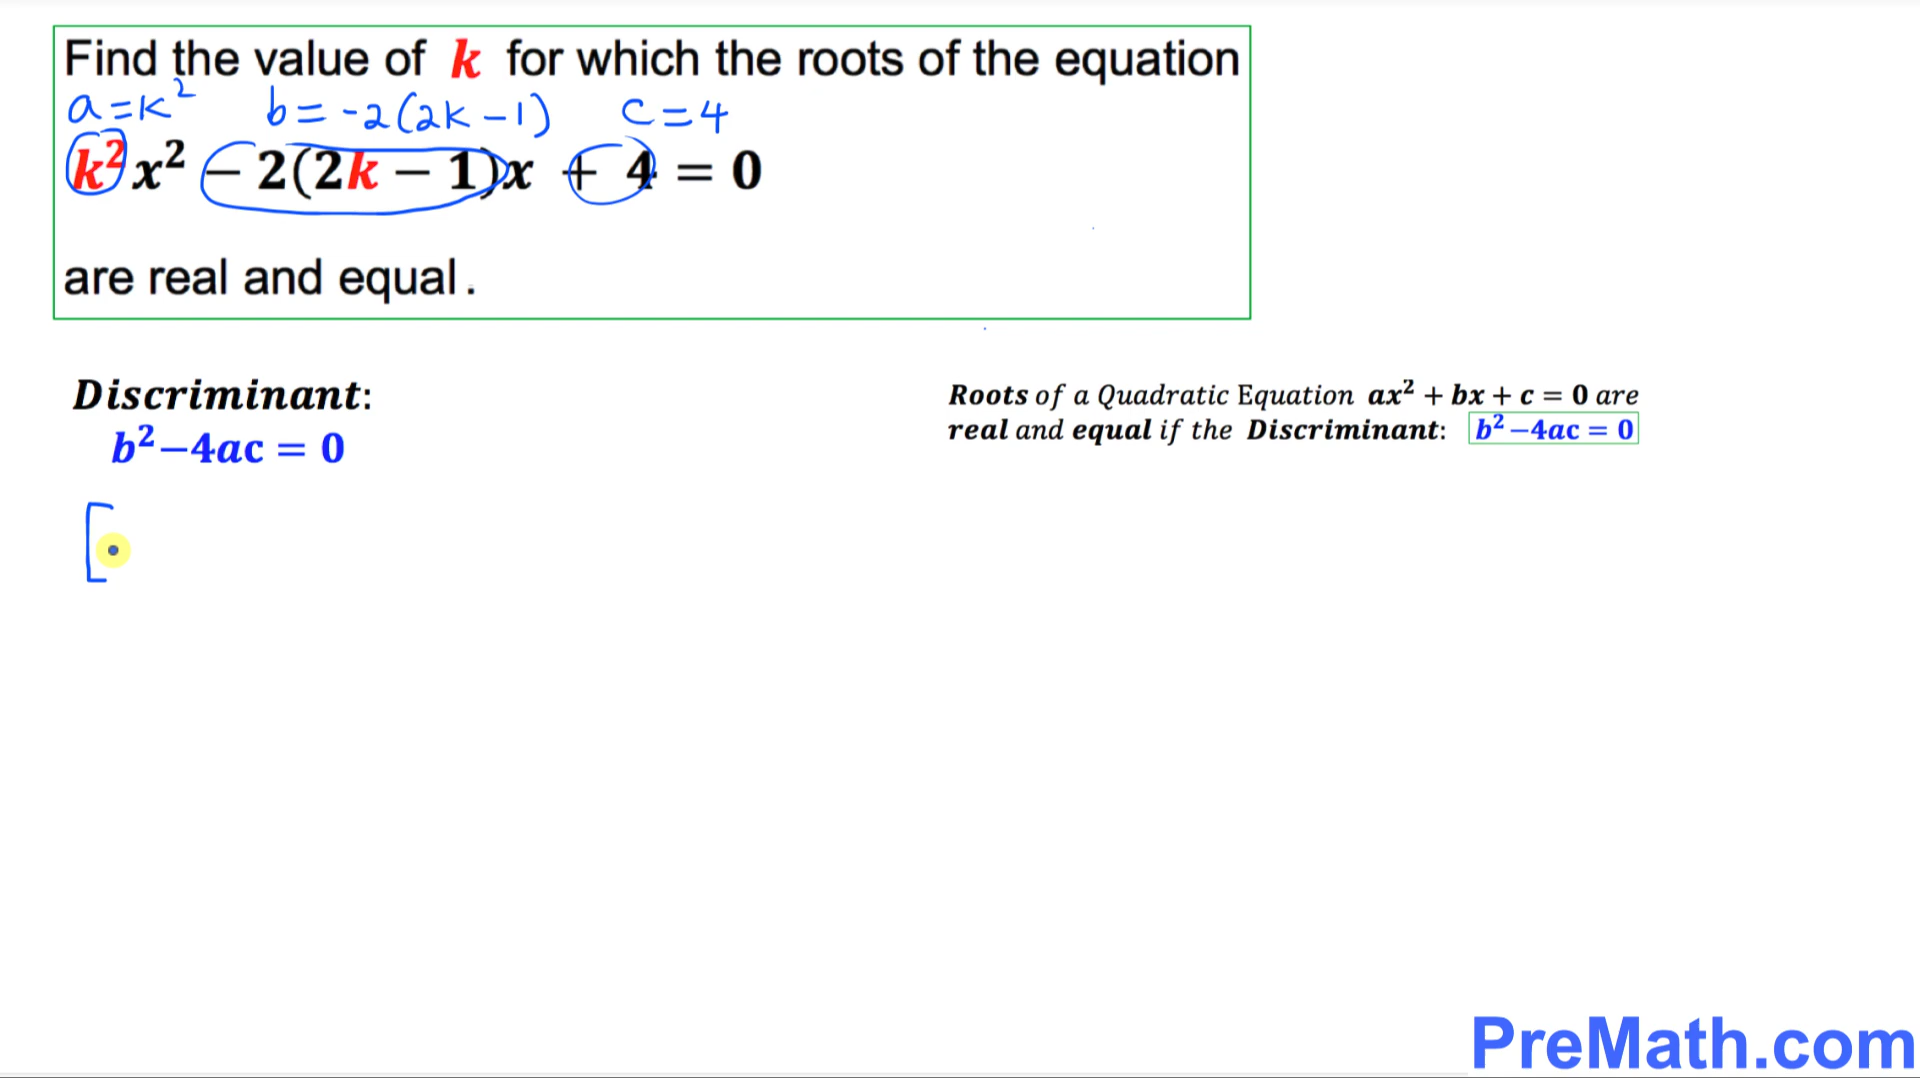 Find the value of k for which the roots of the equation
a=k² b=-2(2k-1) c=4
k²x² − 2(2k − 1)x + 4 = 0
are real and equal.
Discriminant:
b²−4ac = 0
[
Roots of a Quadratic Equation ax² + bx + c = 0 are
real and equal if the Discriminant: b²−4ac = 0
PreMath.com